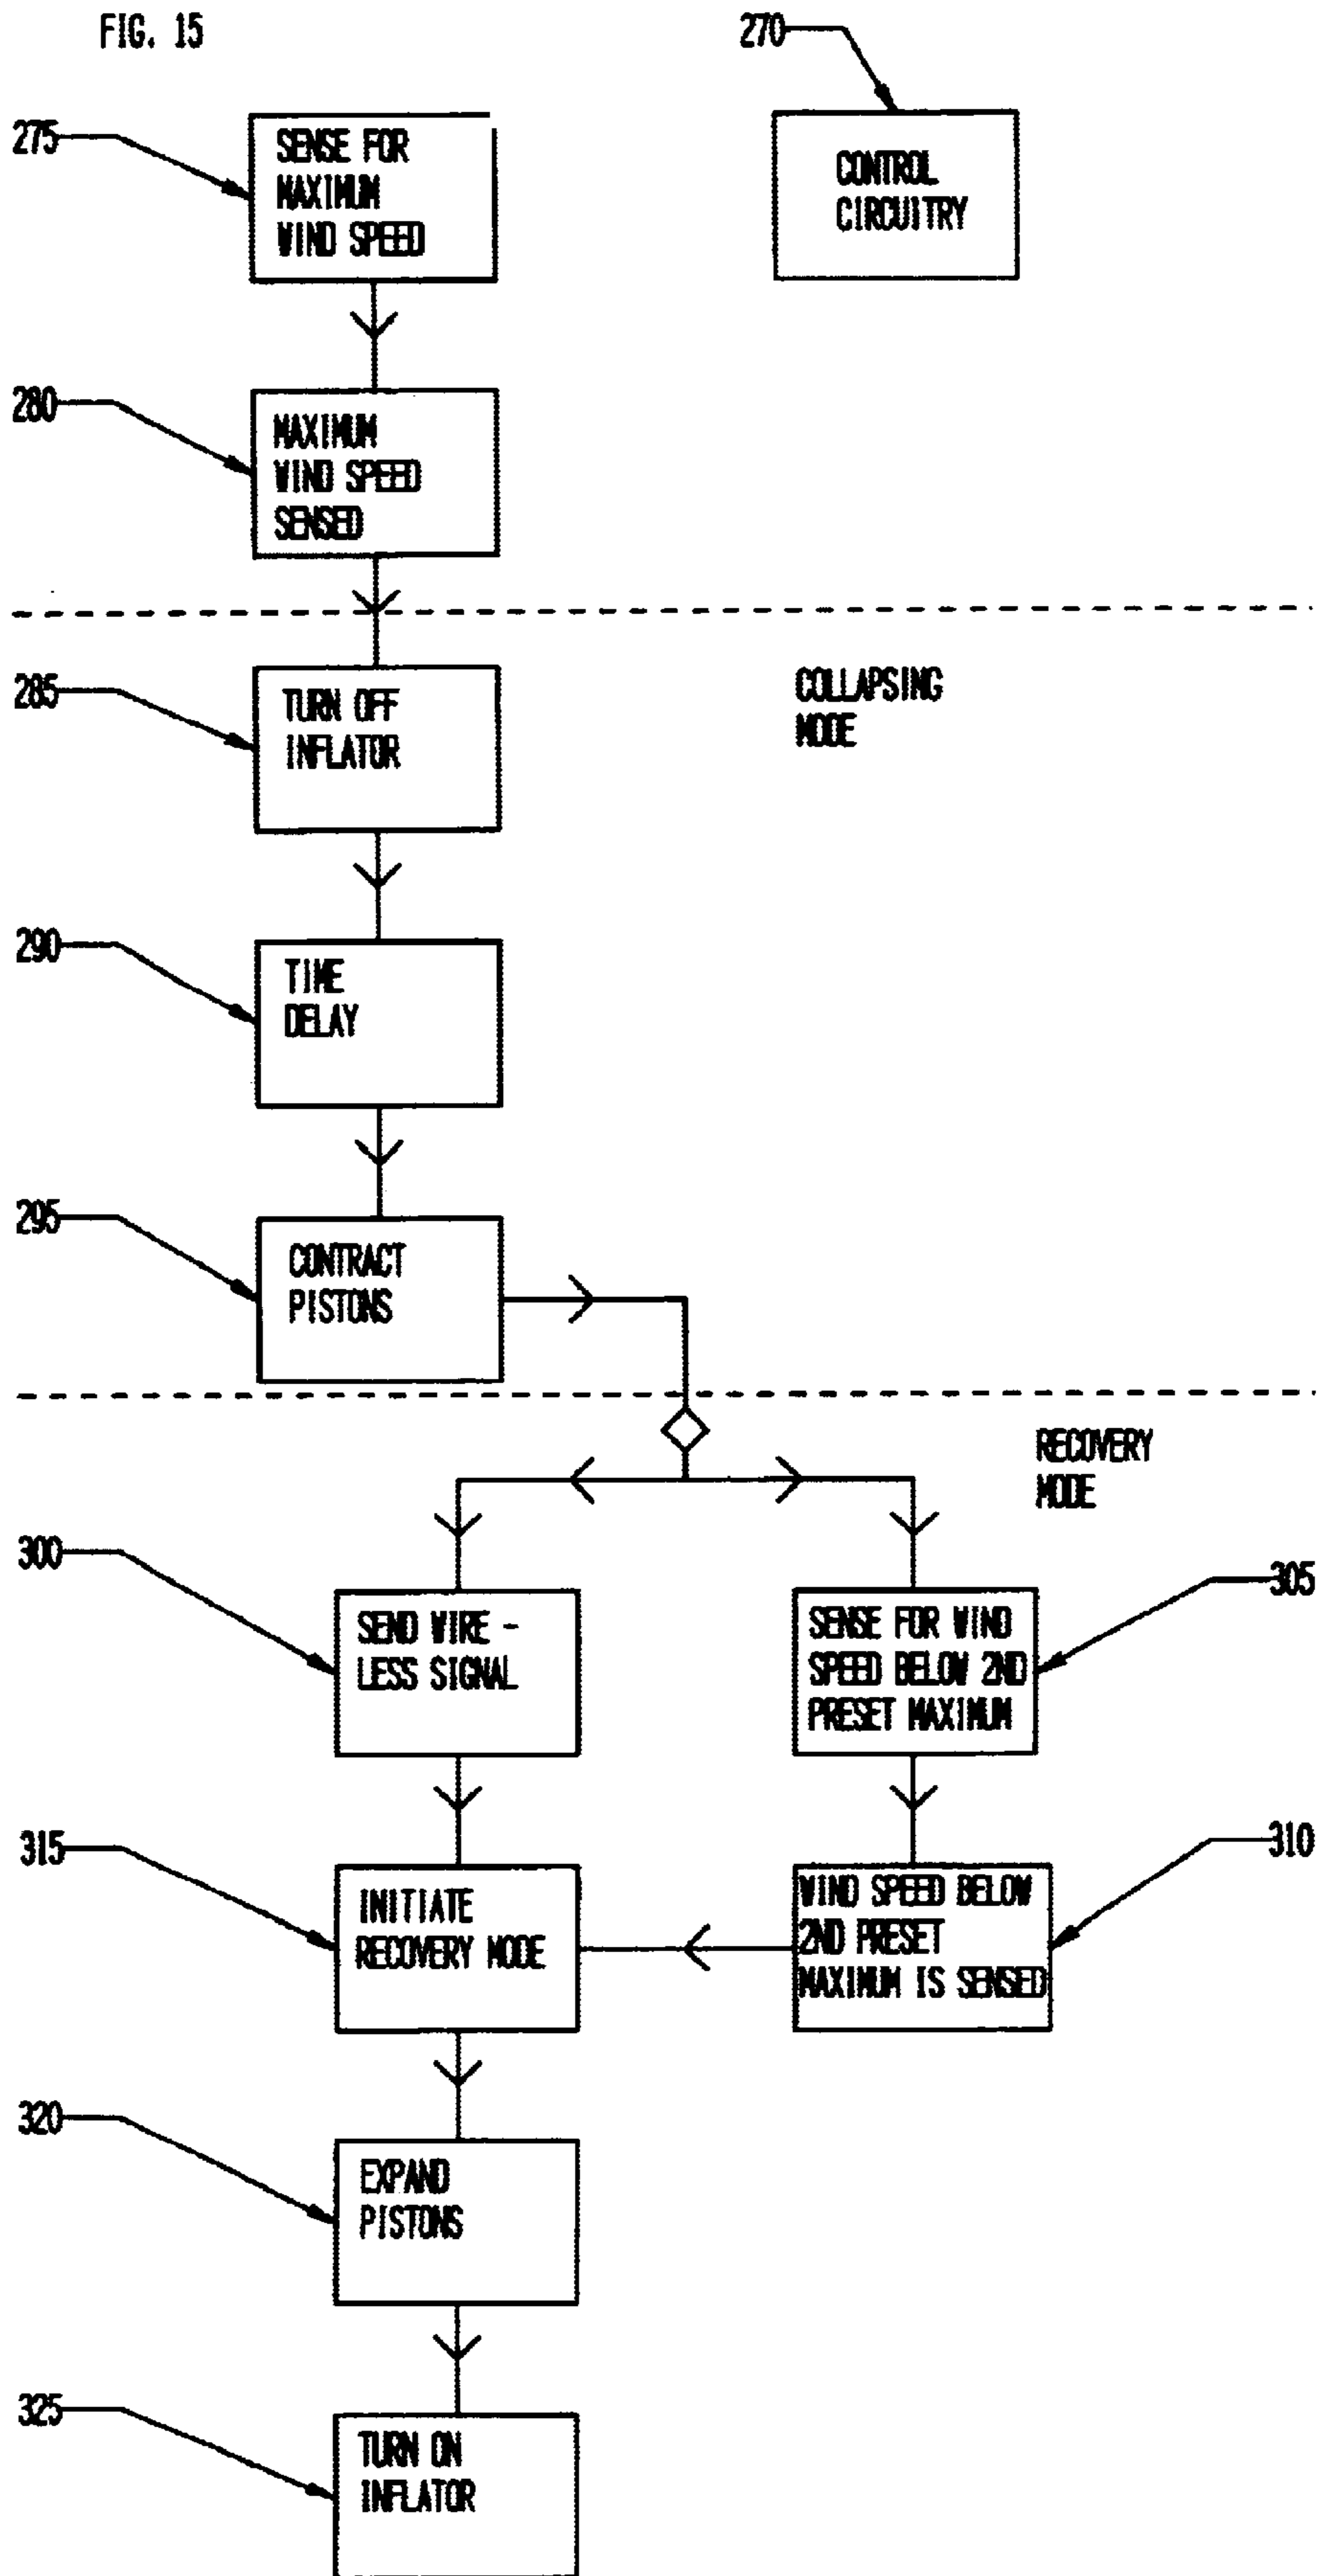 FIG. 15
270
275
SENSE FOR
MAXIMUM
WIND SPEED
CONTROL
CIRCUITRY
280
MAXIMUM
WIND SPEED
SENSED
285
TURN OFF
INFLATOR
COLLAPSING
MODE
290
TIME
DELAY
295
CONTRACT
PISTONS
RECOVERY
MODE
300
SEND WIRE -
LESS SIGNAL
305
SENSE FOR WIND
SPEED BELOW 2ND
PRESET MAXIMUM
315
INITIATE
RECOVERY MODE
310
WIND SPEED BELOW
2ND PRESET
MAXIMUM IS SENSED
320
EXPAND
PISTONS
325
TURN ON
INFLATOR